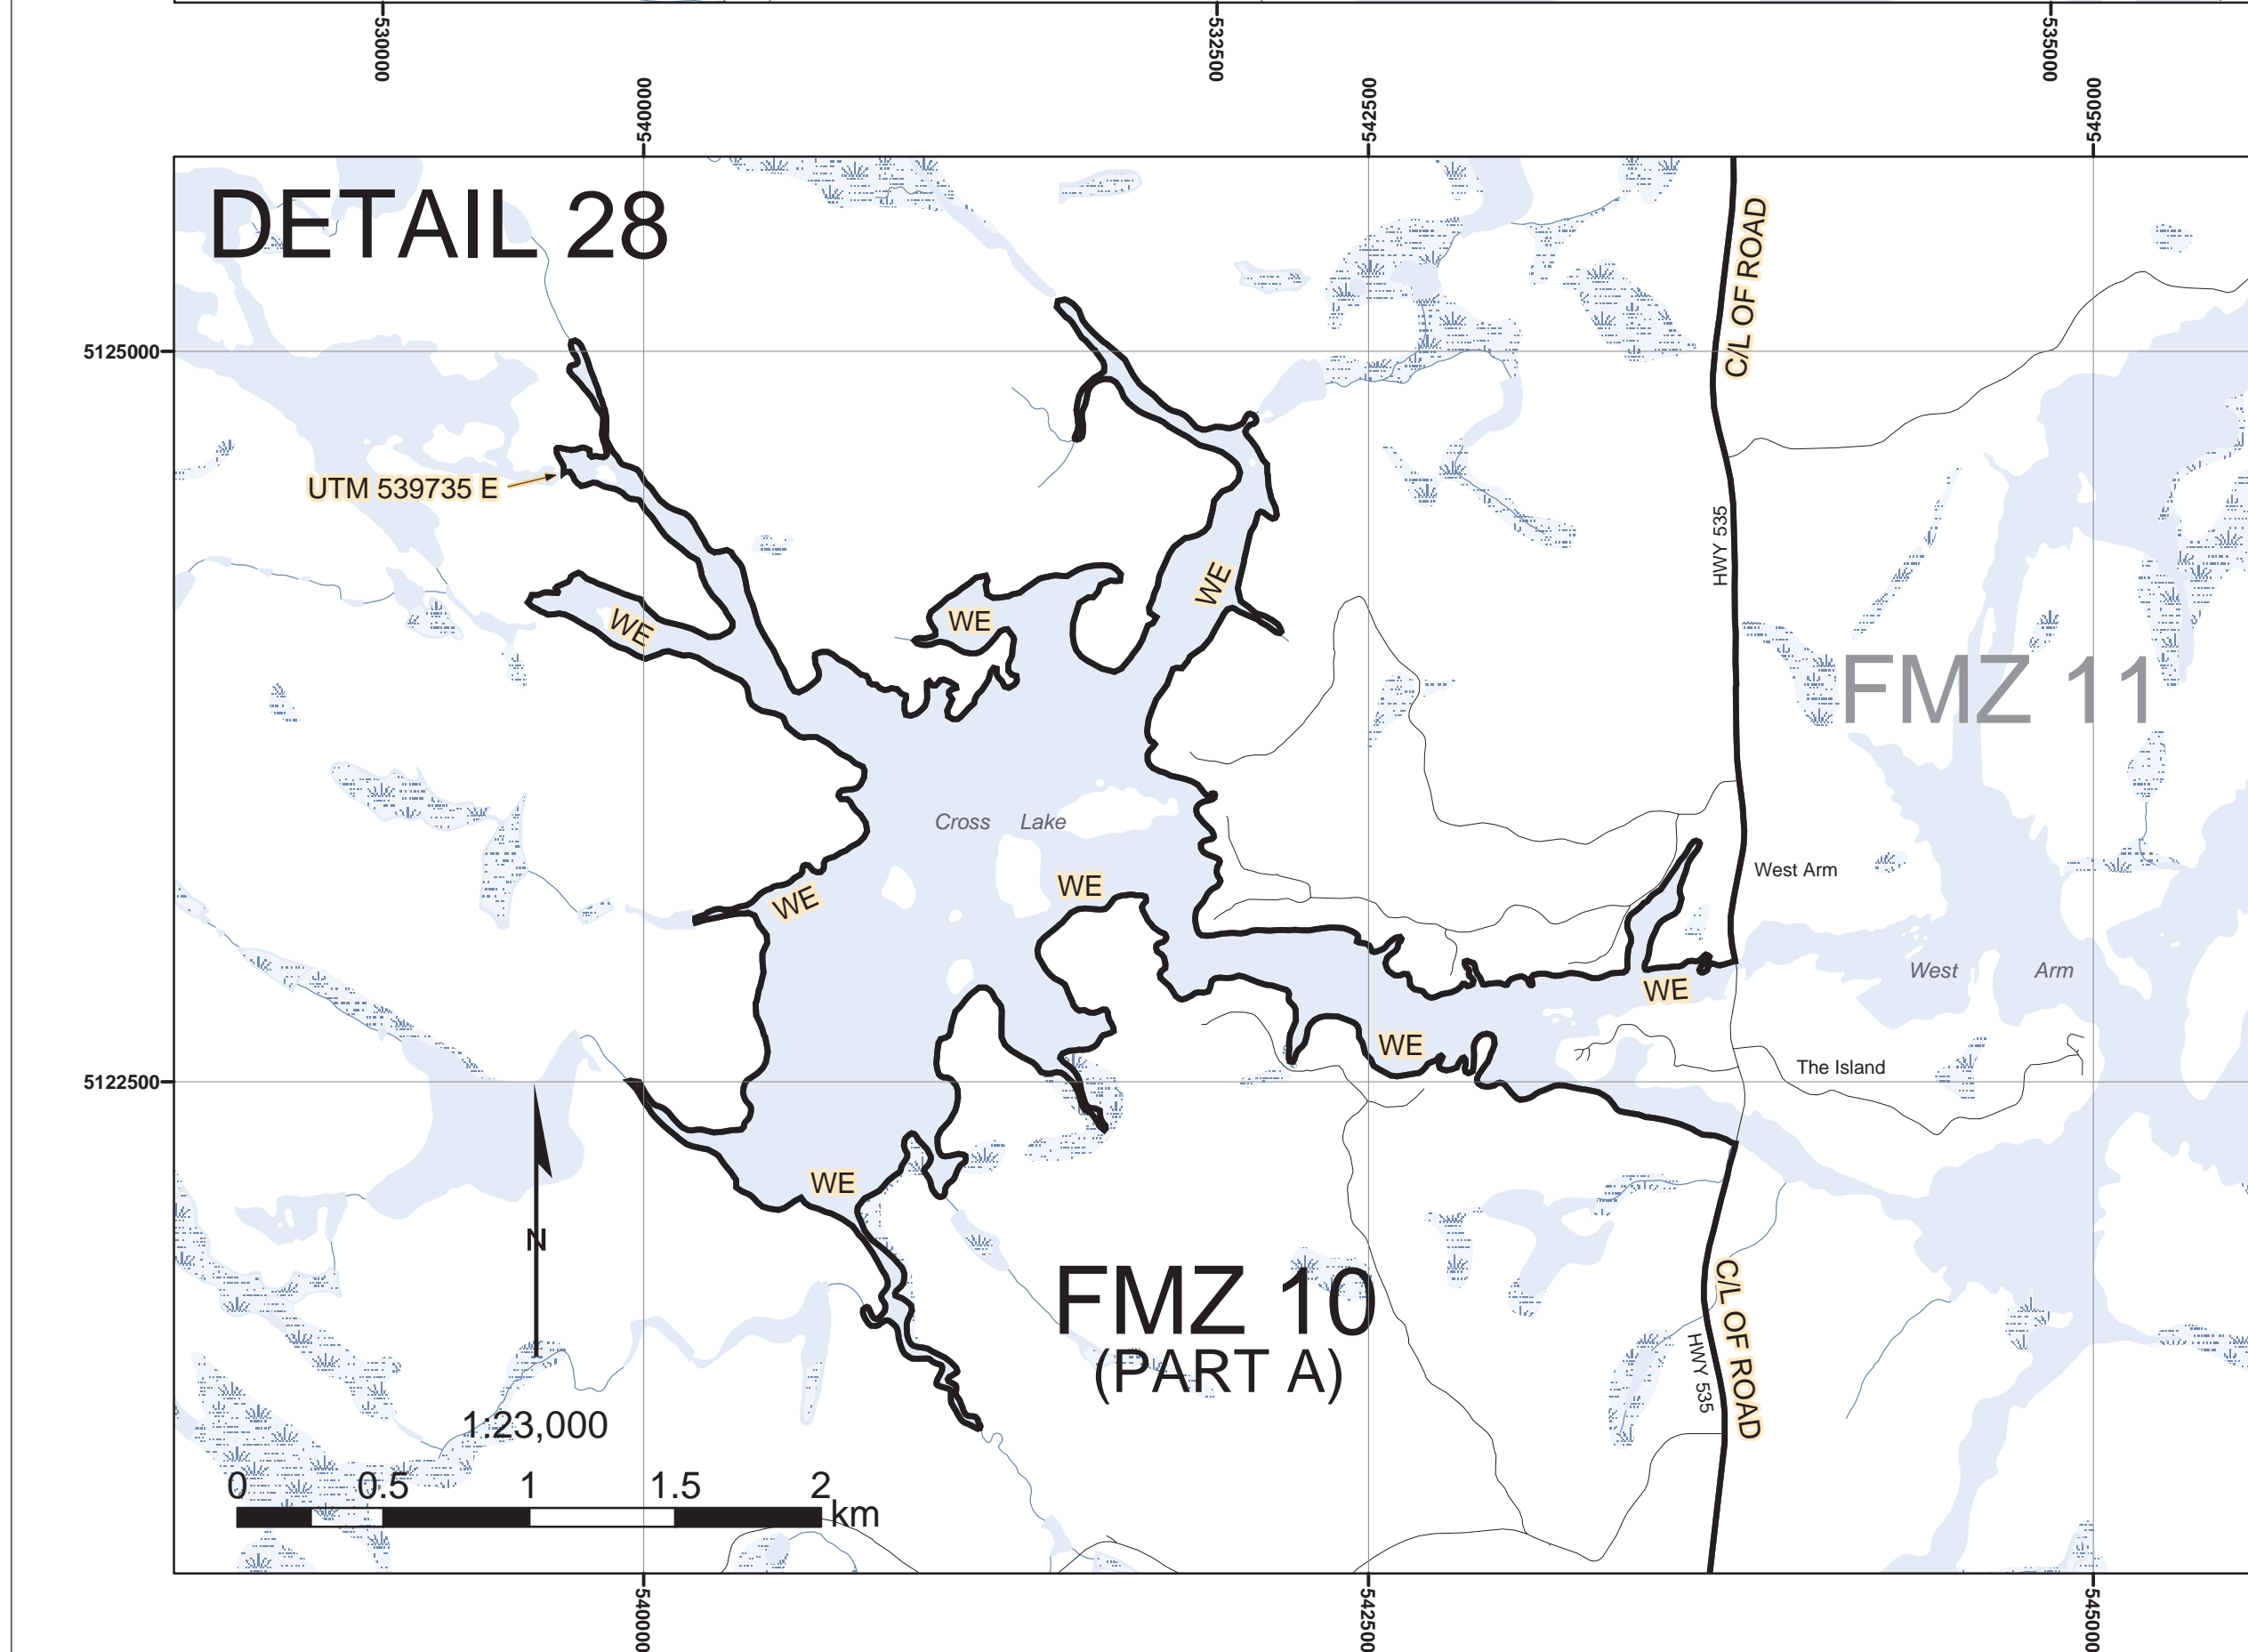 530000
532500
535000
540000
542500
545000
DETAIL 28
C/L OF ROAD
5125000
UTM 539735 E
HWY 535
WE
WE
WE
FMZ 11
Cross Lake
West Arm
WE
WE
West Arm
WE
WE
The Island
5122500
WE
N
FMZ 10
(PART A)
C/L OF ROAD
HWY 535
1:23,000
0 0.5 1 1.5 2
km
540000
542500
545000